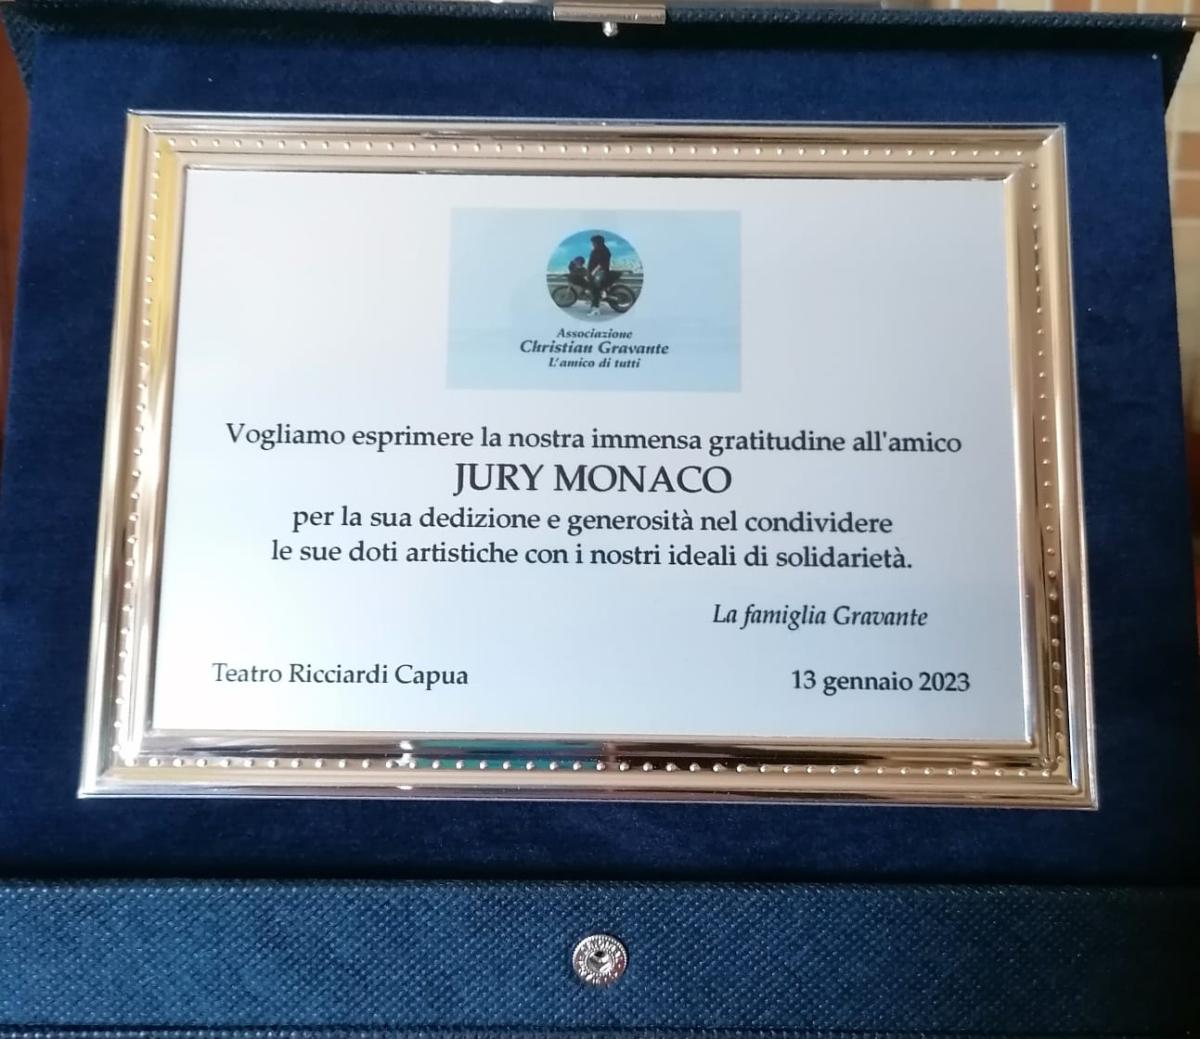 Associazione
Christian Gravante
L'amico di tutti
Vogliamo esprimere la nostra immensa gratitudine all'amico
JURY MONACO
per la sua dedizione e generosità nel condividere
le sue doti artistiche con i nostri ideali di solidarietà.
La famiglia Gravante
Teatro Ricciardi Capua
13 gennaio 2023